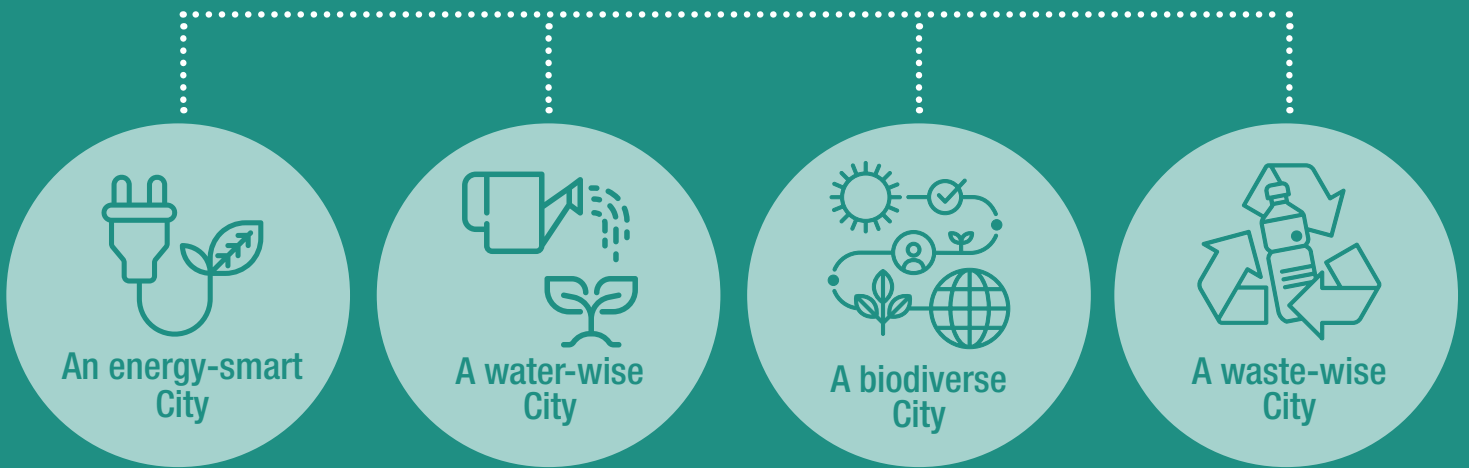 An energy-smart
City
A water-wise
City
A biodiverse
City
A waste-wise
City